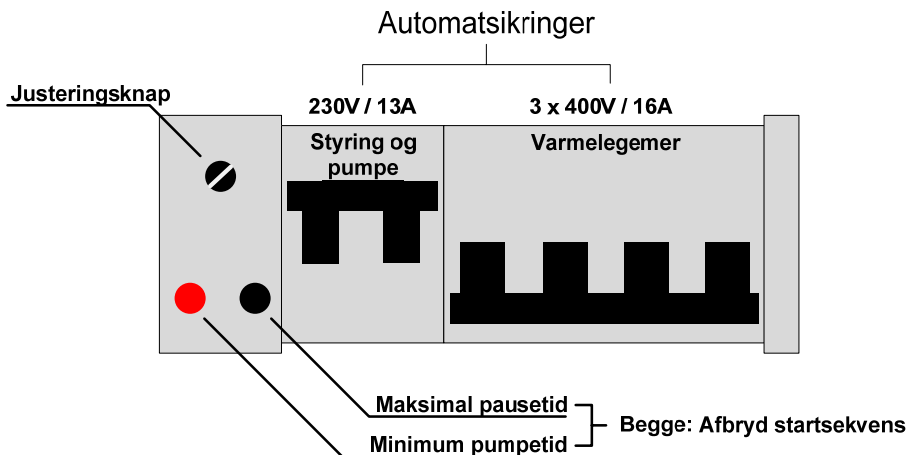 Automatsikringer
Justeringsknap
230V / 13A
3 x 400V / 16A
Styring og
pumpe
Varmelegemer
Maksimal pausetid
Begge: Afbryd startsekvens
Minimum pumpetid